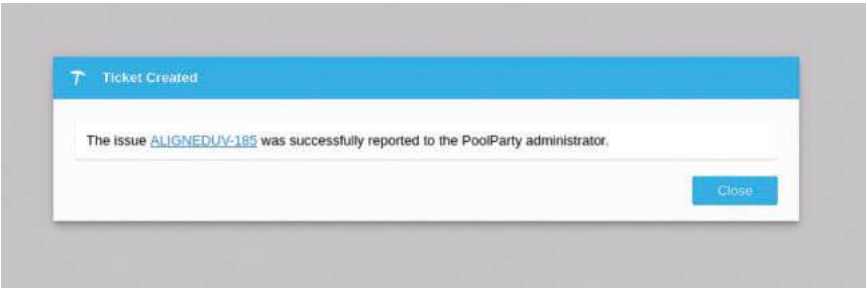 Ticket Created
The issue ALIGNEDUV-185 was successfully reported to the PoolParty administrator.
Close